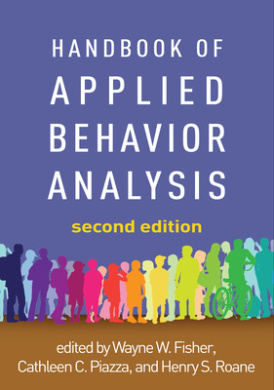 HANDBOOK OF
APPLIED
BEHAVIOR
ANALYSIS
second edition
edited by Wayne W. Fisher,
Cathleen C. Piazza, and Henry S. Roane